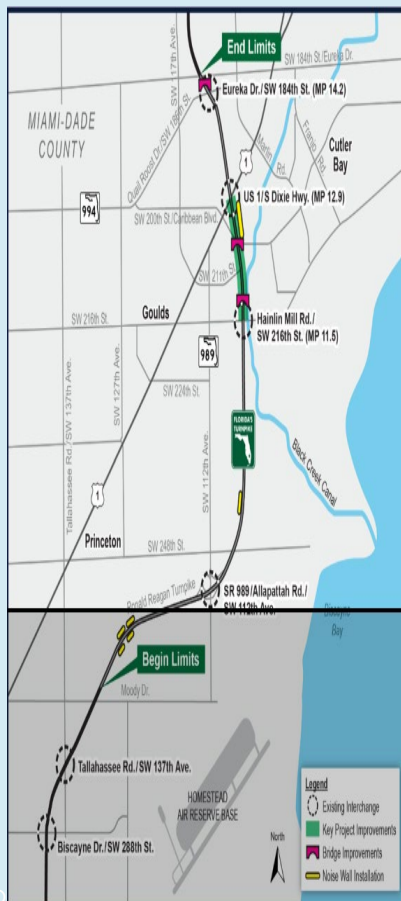 End Limits
SW 117th Ave.
SW 184th St./Eureka Dr.
Eureka Dr./SW 184th St. (MP 14.2)
MIAMI-DADE
COUNTY
Quail Roost Dr./SW 186th St.
Marlin Rd.
Franjo Rd.
Cutler
Bay
1
US 1/S Dixie Hwy. (MP 12.9)
994
SW 200th St./Caribbean Blvd.
SW 211th St.
SW 216th St.
Goulds
Hainlin Mill Rd./
SW 216th St. (MP 11.5)
989
Tallahassee Rd./SW 137th Ave.
SW 127th Ave.
SW 224th St.
SW 112th Ave.
FLORIDA'S
TURNPIKE
Black Creek Canal
1
Princeton
SW 248th St.
Ronald Reagan Turnpike
SR 989/Allapattah Rd./
SW 112th Ave.
Biscayne
Bay
Begin Limits
Moody Dr.
Tallahassee Rd./SW 137th Ave.
HOMESTEAD
AIR RESERVE BASE
Biscayne Dr./SW 288th St.
North
Legend
Existing Interchange
Key Project Improvements
Bridge Improvements
Noise Wall Installation